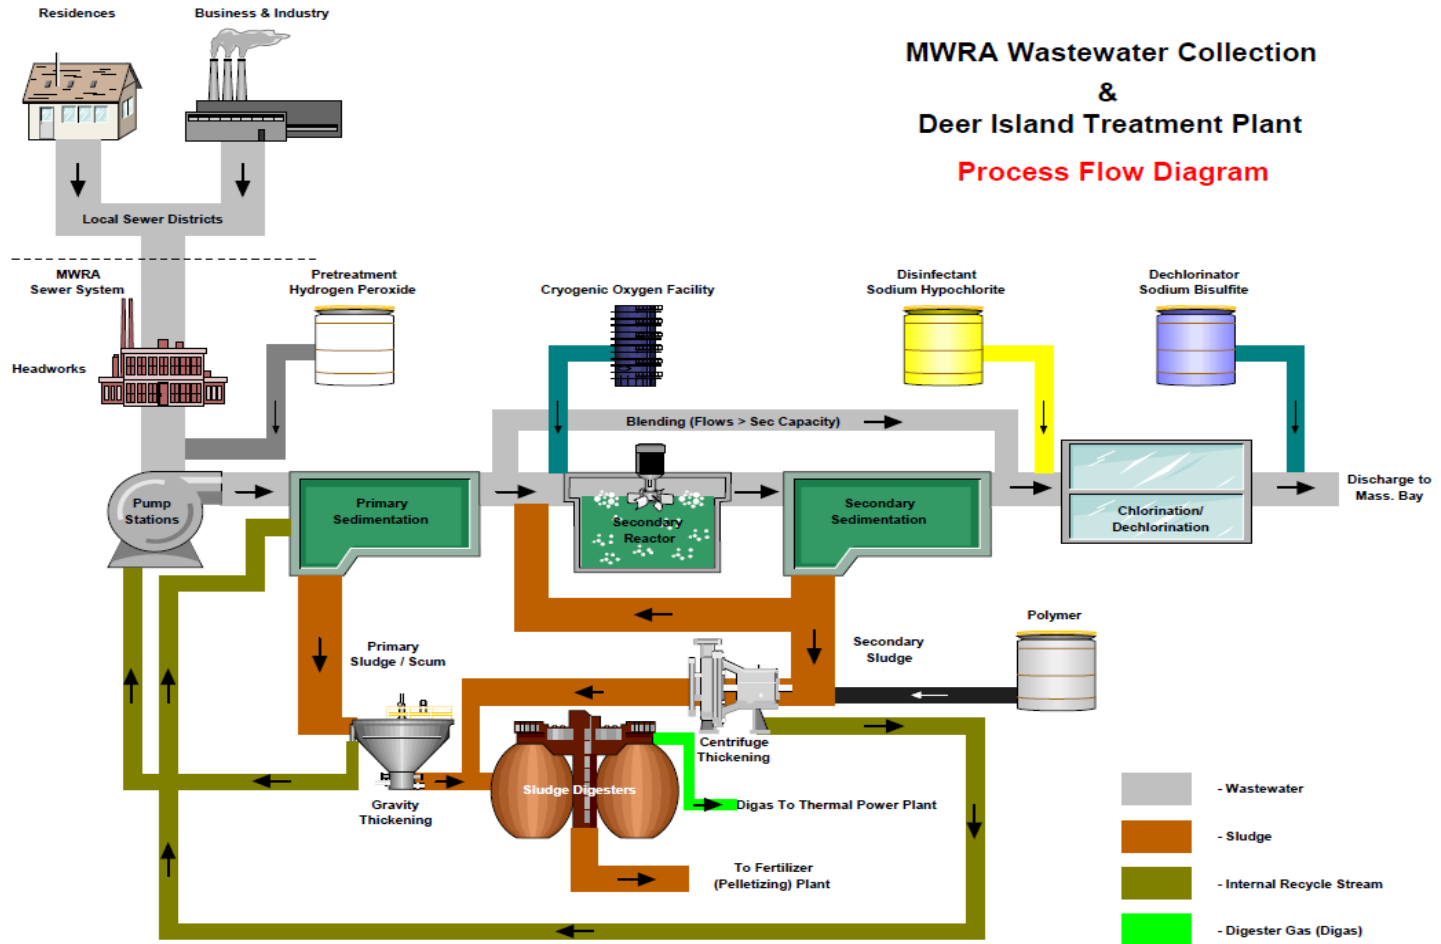 Residences
Business & Industry
MWRA Wastewater Collection
&
Deer Island Treatment Plant
Process Flow Diagram
Local Sewer Districts
MWRA
Sewer System
Pretreatment
Hydrogen Peroxide
Cryogenic Oxygen Facility
Disinfectant
Sodium Hypochlorite
Dechlorinator
Sodium Bisulfite
Headworks
Blending (Flows > Sec Capacity)
Pump
Stations
Primary
Sedimentation
Secondary
Reactor
Secondary
Sedimentation
Chlorination/
Dechlorination
Discharge to
Mass. Bay
Primary
Sludge / Scum
Secondary
Sludge
Polymer
Centrifuge
Thickening
Gravity
Thickening
Sludge Digesters
Digas To Thermal Power Plant
To Fertilizer
(Pelletizing) Plant
- Wastewater
- Sludge
- Internal Recycle Stream
- Digester Gas (Digas)